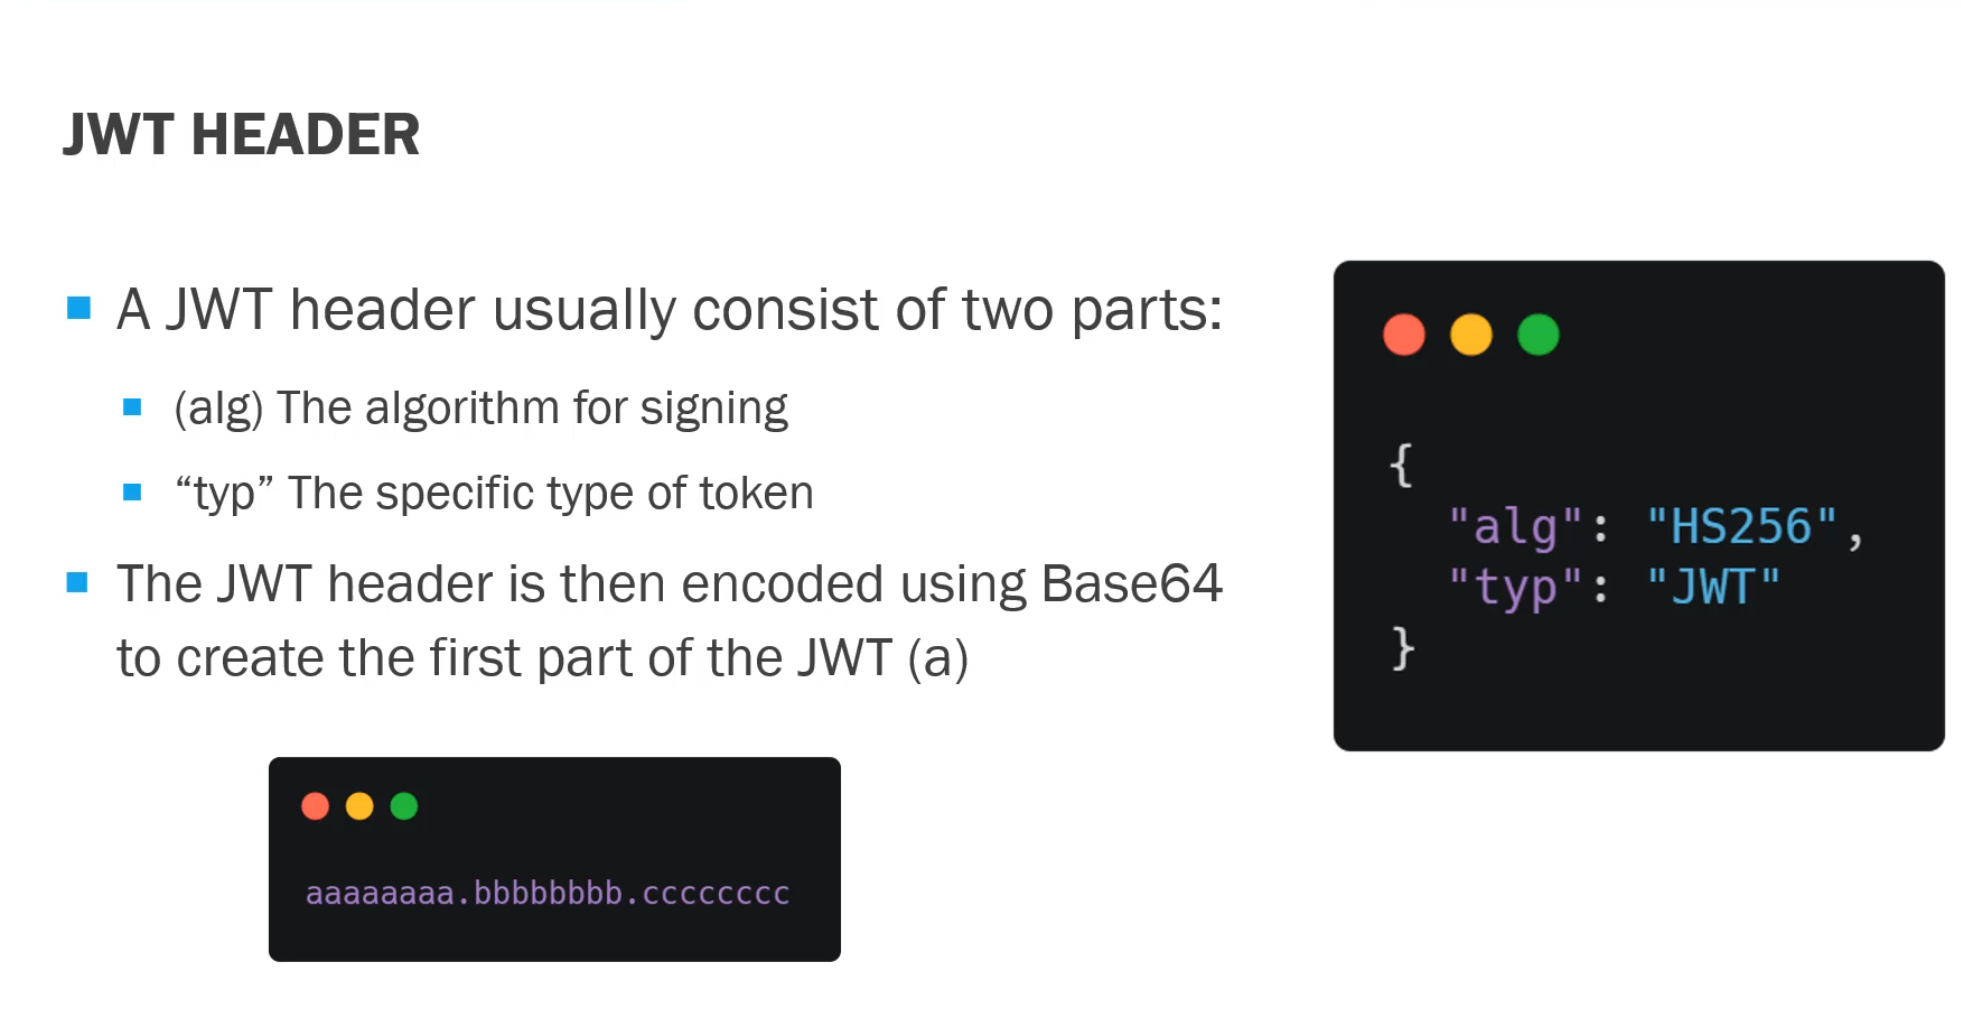 JWT HEADER
A JWT header usually consist of two parts:
(alg) The algorithm for signing
“typ” The specific type of token
The JWT header is then encoded using Base64
to create the first part of the JWT (a)
{
"alg": "HS256",
"typ": "JWT"
}
aaaaaaaa.bbbbbbbb.cccccccc